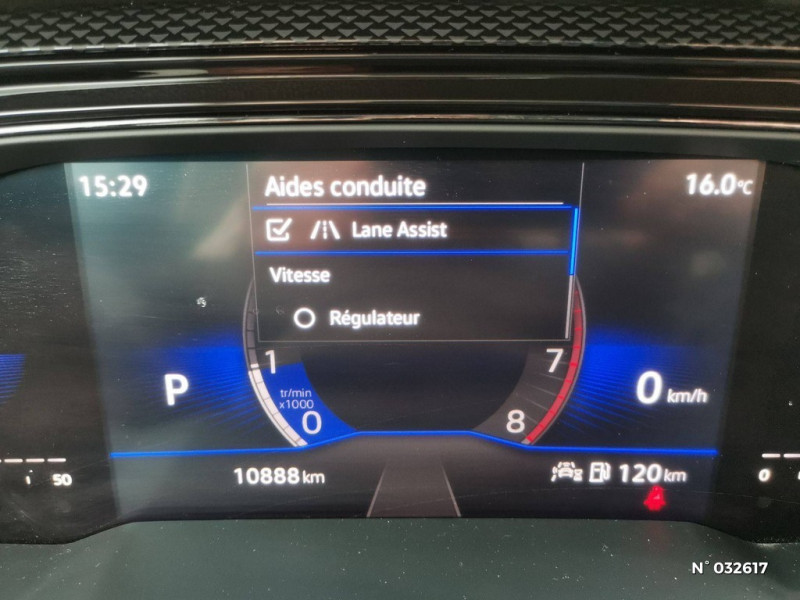 15:29
Aides conduite
16.0°C
Lane Assist
Vitesse
Régulateur
1
7
P
tr/min
x1000
0
8
0 km/h
10888 km
120 km
50
0
N° 032617